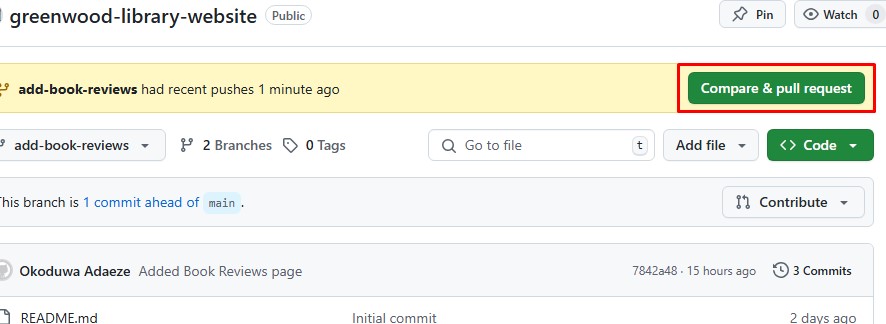 greenwood-library-website Public Pin Watch 0
add-book-reviews had recent pushes 1 minute ago Compare & pull request
add-book-reviews 2 Branches 0 Tags Go to file t Add file <> Code
This branch is 1 commit ahead of main .  Contribute
Okoduwa Adaeze Added Book Reviews page 7842a48 · 15 hours ago 3 Commits
README.md Initial commit 2 days ago